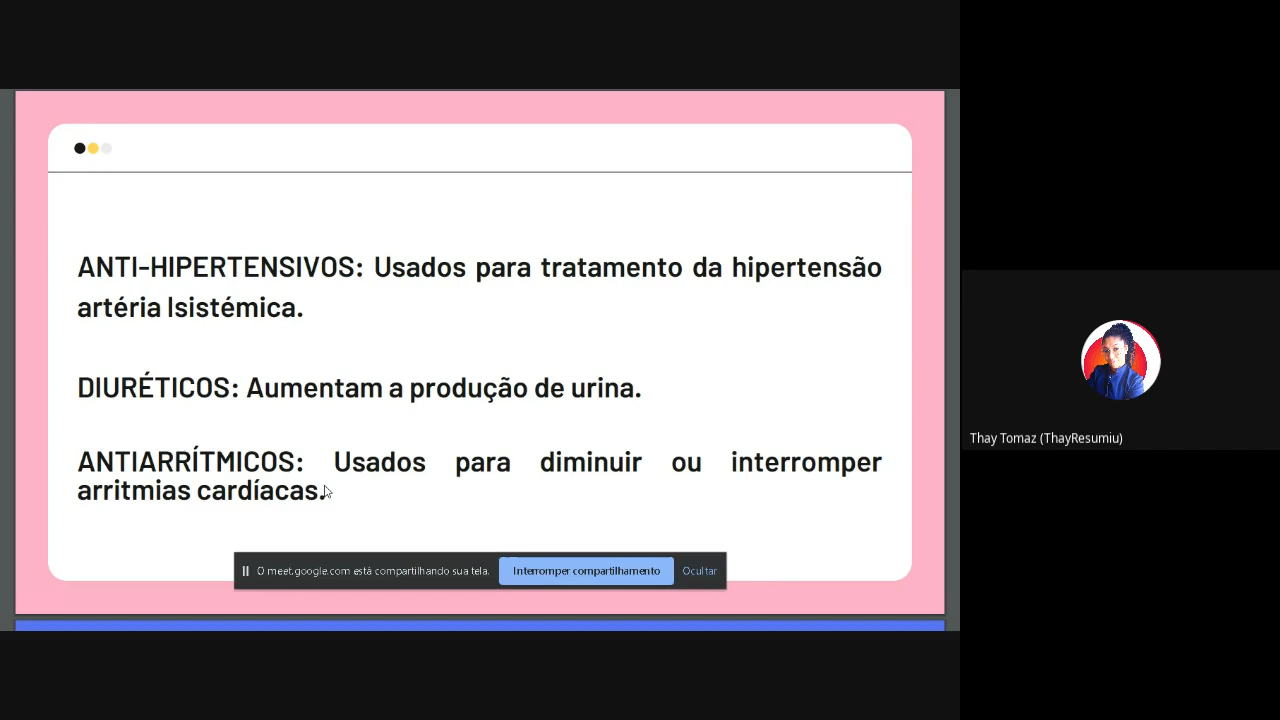 ANTI-HIPERTENSIVOS: Usados para tratamento da hipertensão
artéria lsistémica.
DIURÉTICOS: Aumentam a produção de urina.
ANTIARRÍTMICOS: Usados para diminuir ou interromper
arritmias cardíacas.
O meet.google.com está compartilhando sua tela. Interromper compartilhamento Ocultar
Thay Tomaz (ThayResumiu)